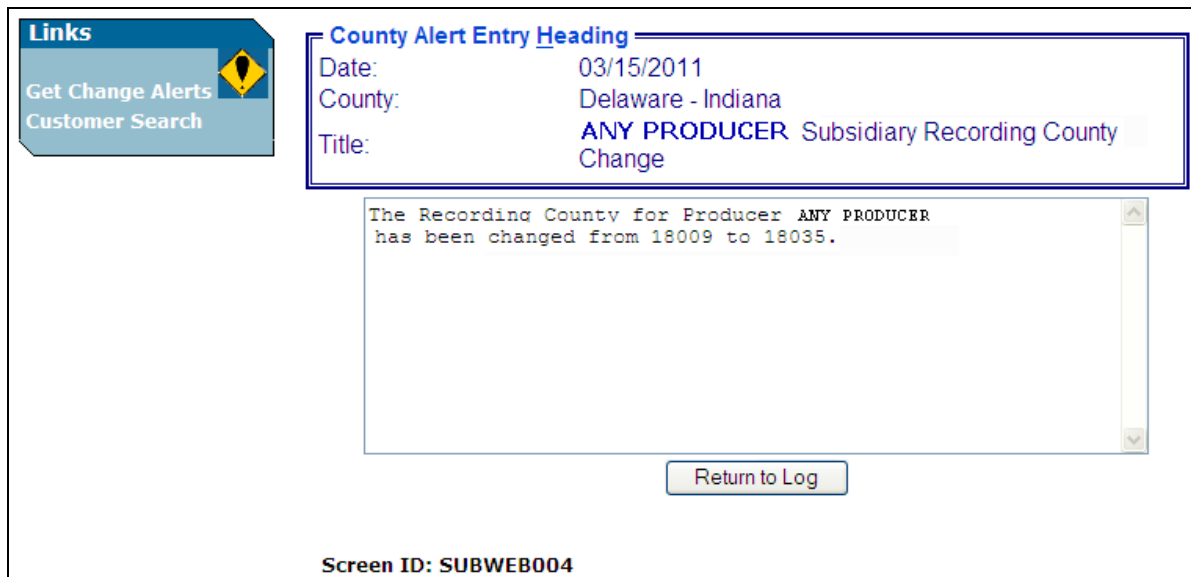 Links
Get Change Alerts
Customer Search
County Alert Entry Heading
Date: 03/15/2011
County: Delaware - Indiana
Title: ANY PRODUCER Subsidiary Recording County
Change
The Recording County for Producer ANY PRODUCER
has been changed from 18009 to 18035.
Return to Log
Screen ID: SUBWEB004